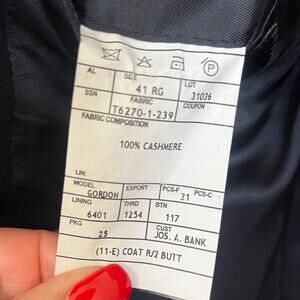 P
AL SIZE LOT
41 RG 31036
SSN FABRIC COUPON
T6270-1-239
FABRIC COMPOSITION
100% CASHMERE
LIN:
MODEL EXPORT PCS-F PCS-C
GORDON 21
LINING THRD BTN
6401 1254 117
PKG CUST
25 JOS. A. BANK
(11-E) COAT R/2 BUTT